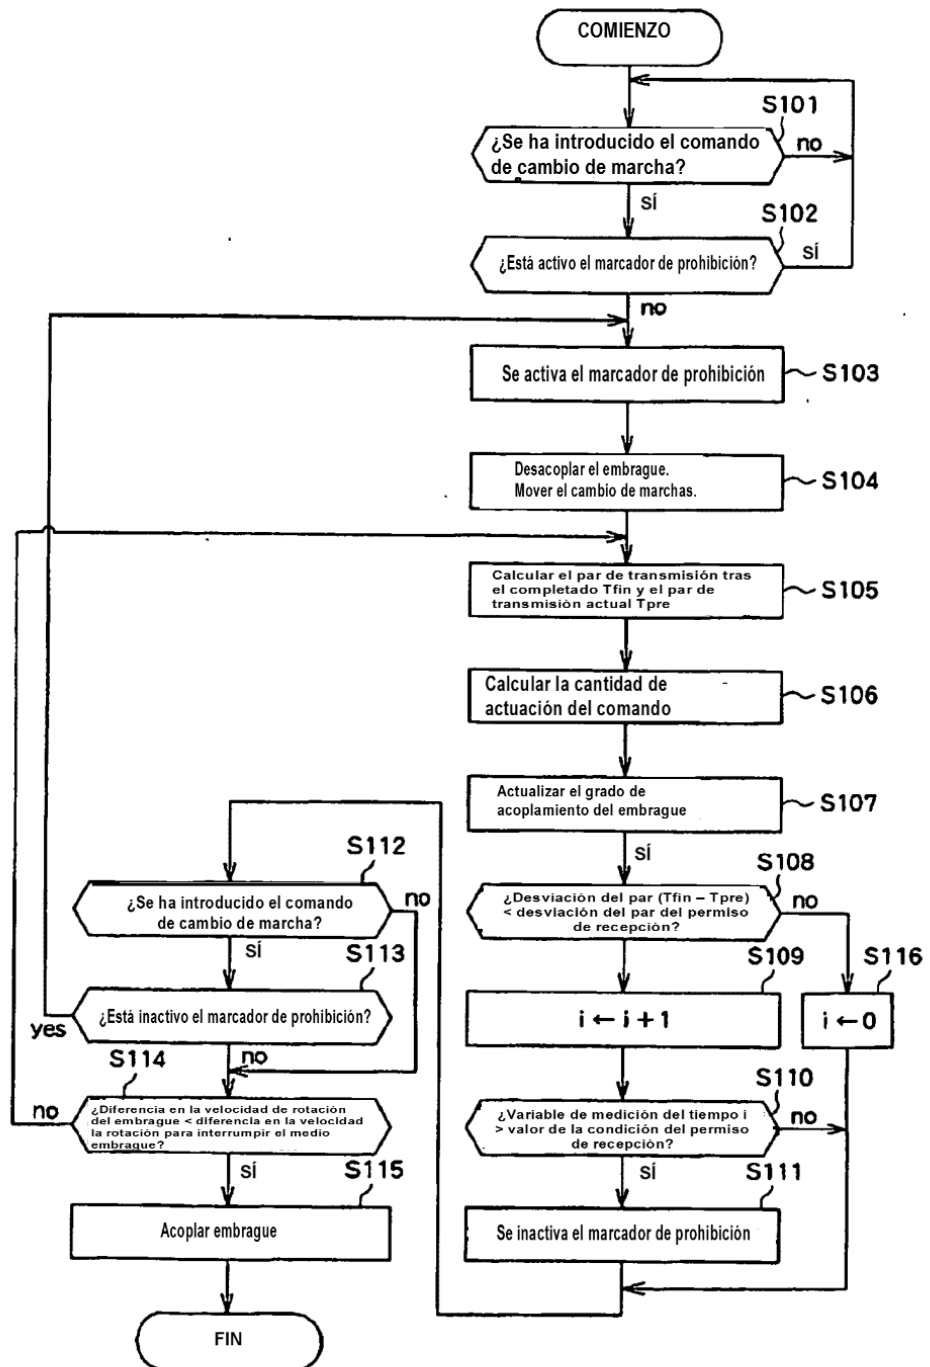 COMIENZO
S101
¿Se ha introducido el comando
de cambio de marcha?
no
sí
S102
¿Está activo el marcador de prohibición?
sí
no
Se activa el marcador de prohibición
S103
Desacoplar el embrague.
Mover el cambio de marchas.
S104
Calcular el par de transmisión tras
el completado Tfin y el par de
transmisión actual Tpre
S105
Calcular la cantidad de
actuación del comando
S106
Actualizar el grado de
acoplamiento del embrague
S107
sí
S108
¿Desviación del par (Tfin – Tpre)
< desviación del par del permiso
de recepción?
no
S109
i ← i + 1
S116
i ← 0
S110
¿Variable de medición del tiempo i
> valor de la condición del permiso
de recepción?
no
sí
S111
Se inactiva el marcador de prohibición
S112
¿Se ha introducido el comando
de cambio de marcha?
no
sí
S113
¿Está inactivo el marcador de prohibición?
yes
no
S114
¿Diferencia en la velocidad de rotación
del embrague < diferencia en la velocidad
la rotación para interrumpir el medio
embrague?
no
sí
S115
Acoplar embrague
FIN